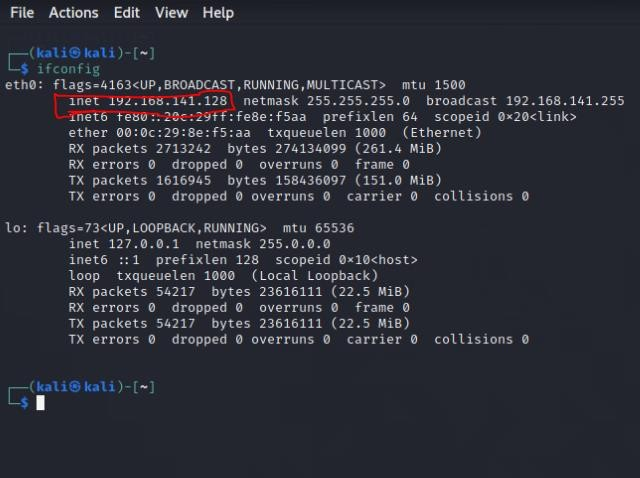 File Actions Edit View Help
┌──(kali㉿kali)-[~]
└─$ ifconfig
eth0: flags=4163<UP,BROADCAST,RUNNING,MULTICAST>  mtu 1500
        inet 192.168.141.128  netmask 255.255.255.0  broadcast 192.168.141.255
        inet6 fe80::20c:29ff:fe8e:f5aa  prefixlen 64  scopeid 0×20<link>
        ether 00:0c:29:8e:f5:aa  txqueuelen 1000  (Ethernet)
        RX packets 2713242  bytes 274134099 (261.4 MiB)
        RX errors 0  dropped 0  overruns 0  frame 0
        TX packets 1616945  bytes 158436097 (151.0 MiB)
        TX errors 0  dropped 0 overruns 0  carrier 0  collisions 0
lo: flags=73<UP,LOOPBACK,RUNNING>  mtu 65536
        inet 127.0.0.1  netmask 255.0.0.0
        inet6 ::1  prefixlen 128  scopeid 0×10<host>
        loop  txqueuelen 1000  (Local Loopback)
        RX packets 54217  bytes 23616111 (22.5 MiB)
        RX errors 0  dropped 0  overruns 0  frame 0
        TX packets 54217  bytes 23616111 (22.5 MiB)
        TX errors 0  dropped 0 overruns 0  carrier 0  collisions 0
┌──(kali㉿kali)-[~]
└─$